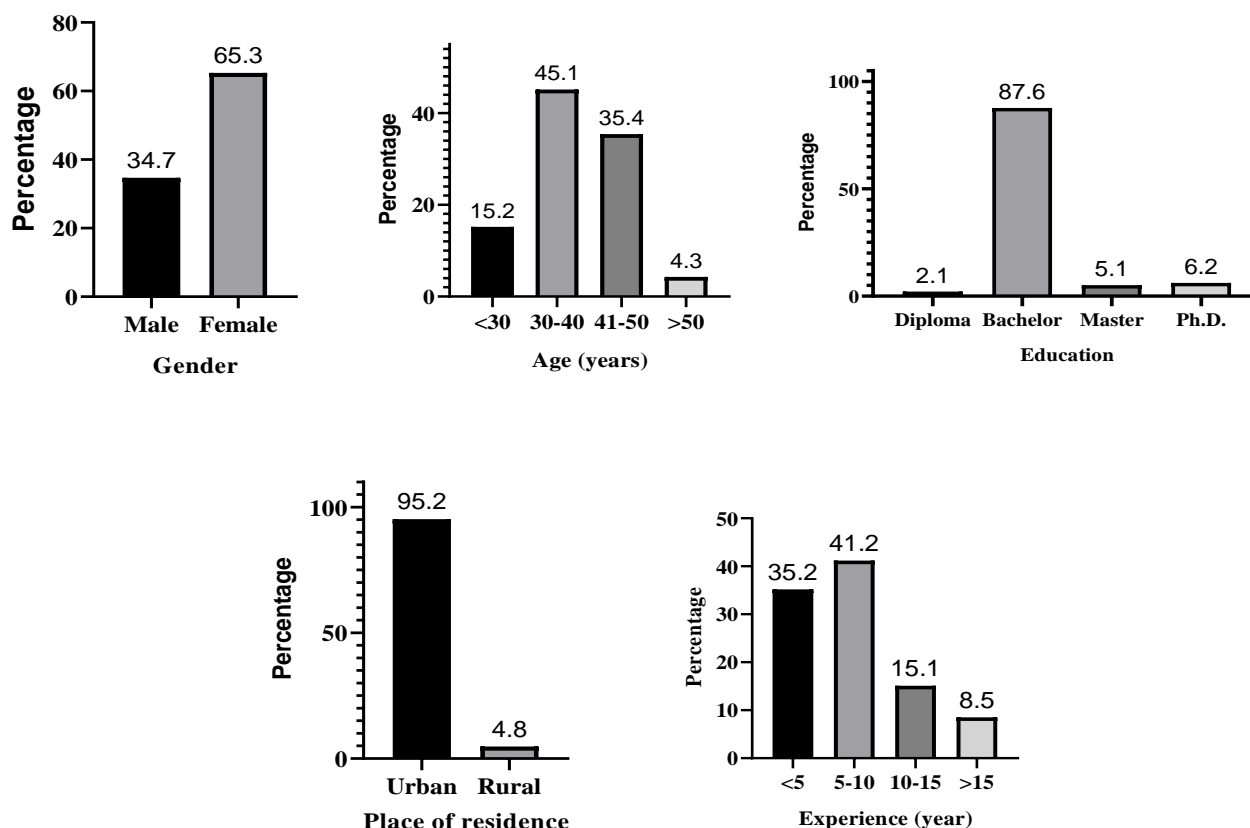 80
65.3
60
Percentage
40
34.7
20
0
Male Female
Gender
45.1
40
35.4
Percentage
20
15.2
4.3
0
<30 30-40 41-50 >50
Age (years)
100
87.6
Percentage
50
2.1 5.1 6.2
0
Diploma Bachelor Master Ph.D.
Education
100
95.2
Percentage
50
4.8
0
Urban Rural
Place of residence
50
41.2
40
35.2
30
Percentage
20
15.1
10
8.5
0
<5 5-10 10-15 >15
Experience (year)